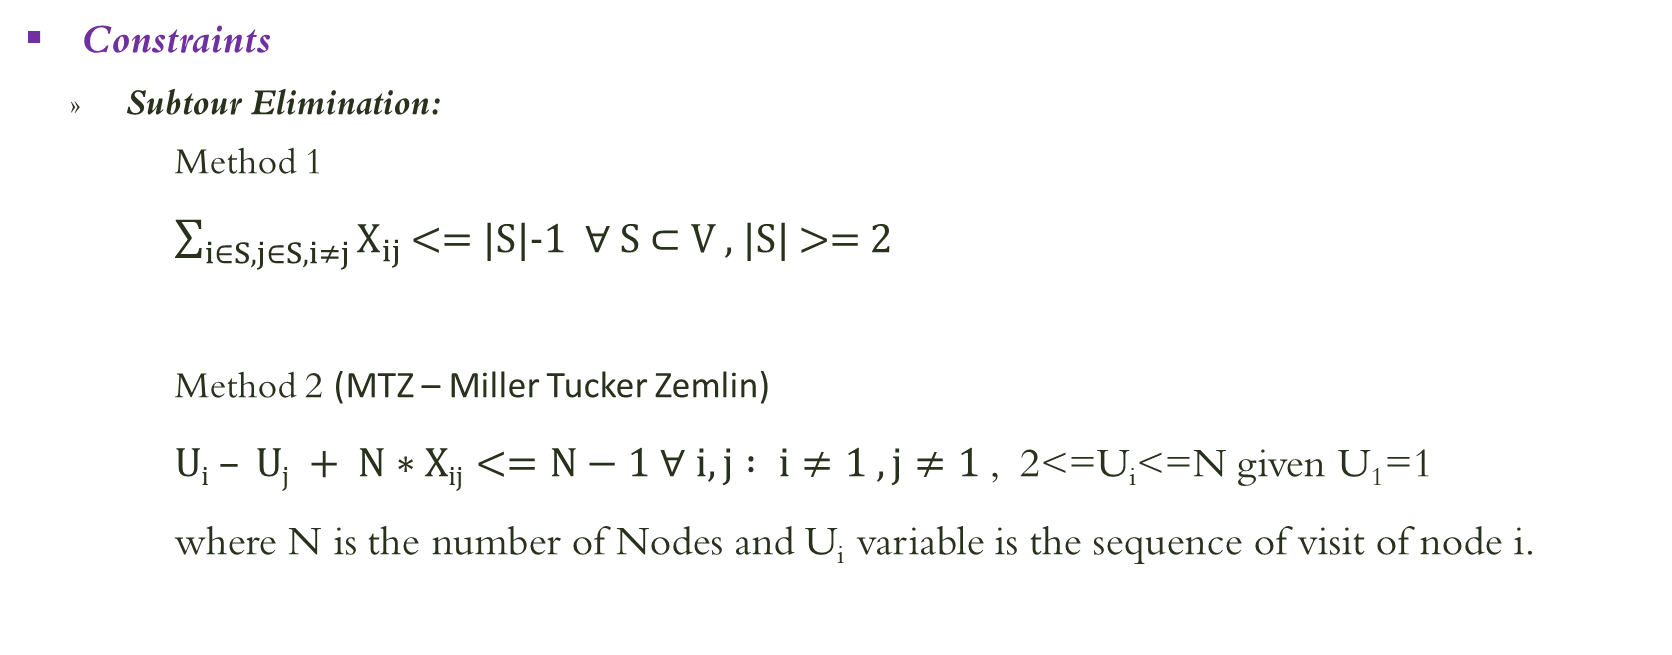 ▪ Constraints
» Subtour Elimination:
Method 1
∑i∈S,j∈S,i≠j Xij <= |S|-1 ∀ S ⊂ V , |S| >= 2
Method 2 (MTZ – Miller Tucker Zemlin)
Ui – Uj + N * Xij <= N – 1 ∀ i,j : i ≠ 1 ,j ≠ 1 , 2<=Ui<=N given U1=1
where N is the number of Nodes and Ui variable is the sequence of visit of node i.